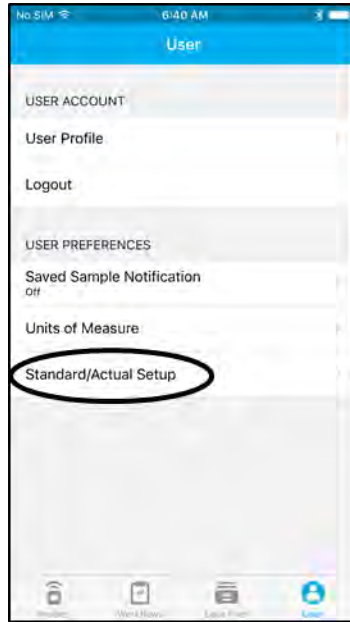 No SIM 6:40 AM
User
USER ACCOUNT
User Profile
Logout
USER PREFERENCES
Saved Sample Notification
Off
Units of Measure
Standard/Actual Setup
User